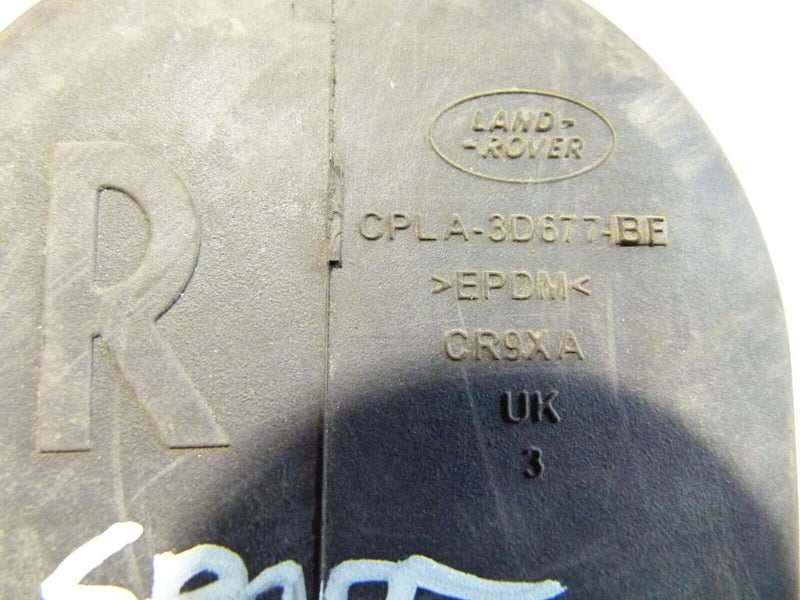 LAND-
-ROVER
R
CPLA-3D677-BE
>EPDM<
CR9XA
UK
3